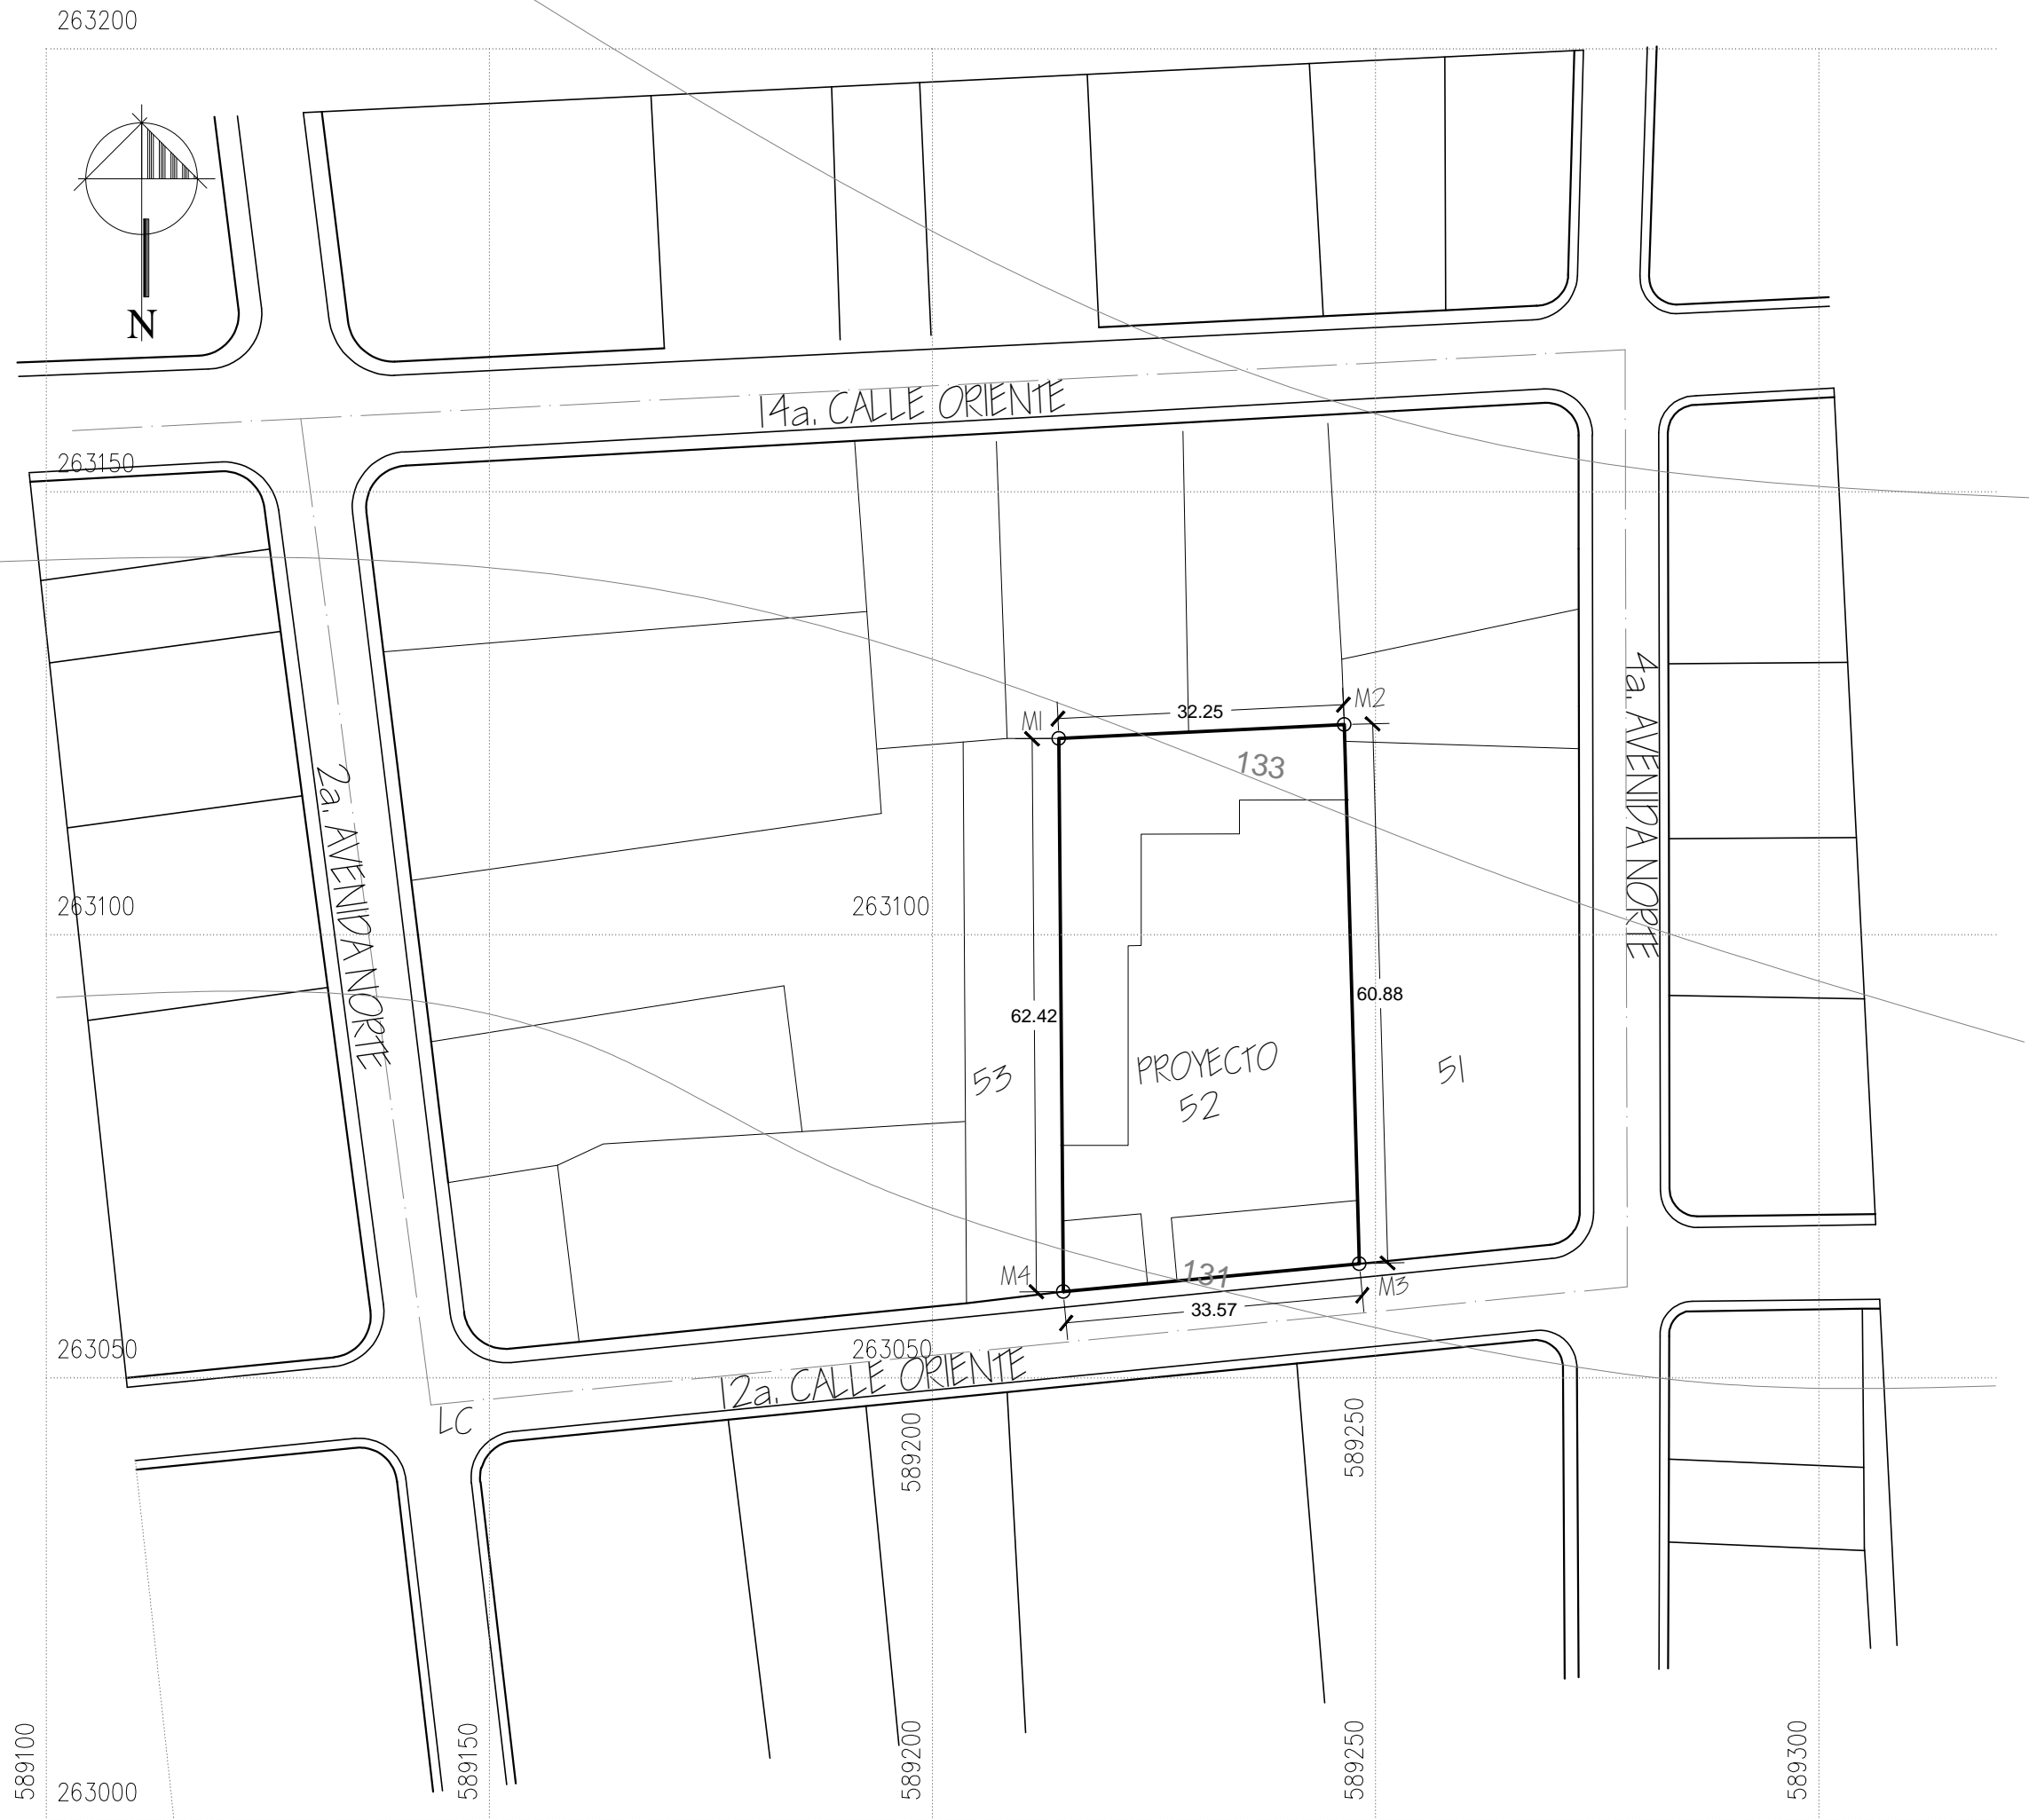 263200
N
14a. CALLE ORIENTE
263150
M1
32.25
M2
133
4a. AVENIDA NORTE
2a. AVENIDA NORTE
263100
263100
62.42
60.88
53
PROYECTO
52
51
M4
131
M3
33.57
263050
263050
12a. CALLE ORIENTE
LC
589200
589250
589100
589150
589200
589250
589300
263000